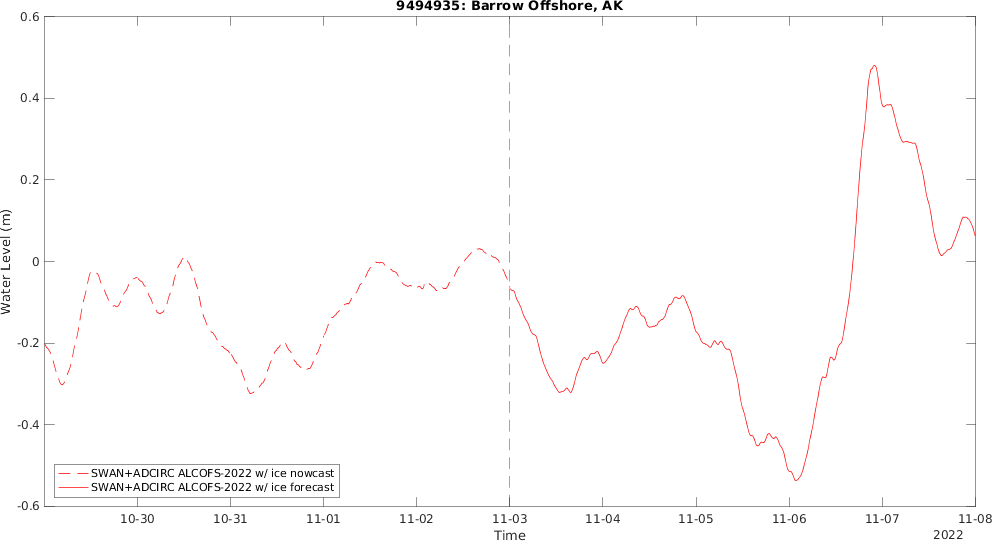 9494935: Barrow Offshore, AK
0.6
0.4
0.2
0
-0.2
-0.4
-0.6
Water Level (m)
SWAN+ADCIRC ALCOFS-2022 w/ ice nowcast
SWAN+ADCIRC ALCOFS-2022 w/ ice forecast
10-30 10-31 11-01 11-02 11-03 11-04 11-05 11-06 11-07 11-08
Time
2022